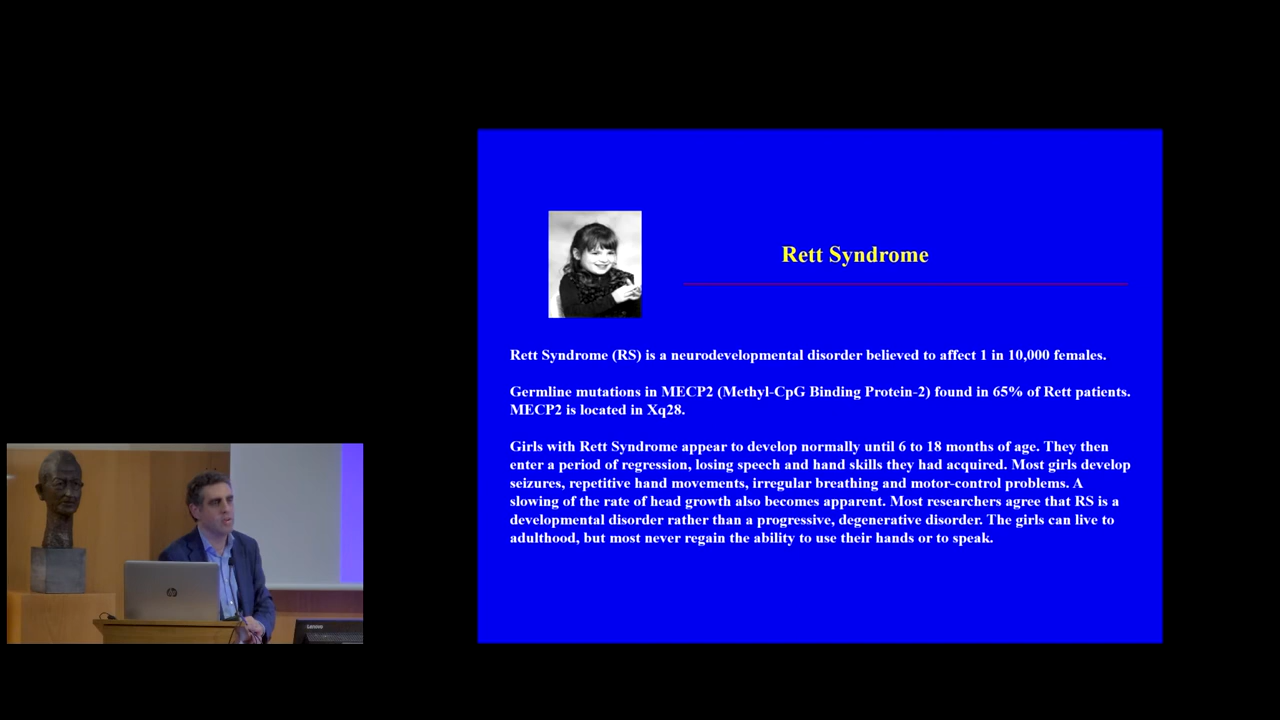 Rett Syndrome
Rett Syndrome (RS) is a neurodevelopmental disorder believed to affect 1 in 10,000 females.
Germline mutations in MECP2 (Methyl-CpG Binding Protein-2) found in 65% of Rett patients.
MECP2 is located in Xq28.
Girls with Rett Syndrome appear to develop normally until 6 to 18 months of age. They then
enter a period of regression, losing speech and hand skills they had acquired. Most girls develop
seizures, repetitive hand movements, irregular breathing and motor-control problems. A
slowing of the rate of head growth also becomes apparent. Most researchers agree that RS is a
developmental disorder rather than a progressive, degenerative disorder. The girls can live to
adulthood, but most never regain the ability to use their hands or to speak.
hp
Lenovo